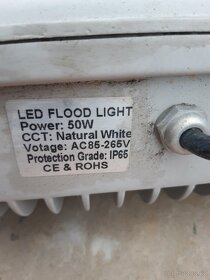 LED FLOOD LIGHT
Power: 50W
CCT: Natural White
Votage: AC85-265V
Protection Grade: IP65
CE & ROHS